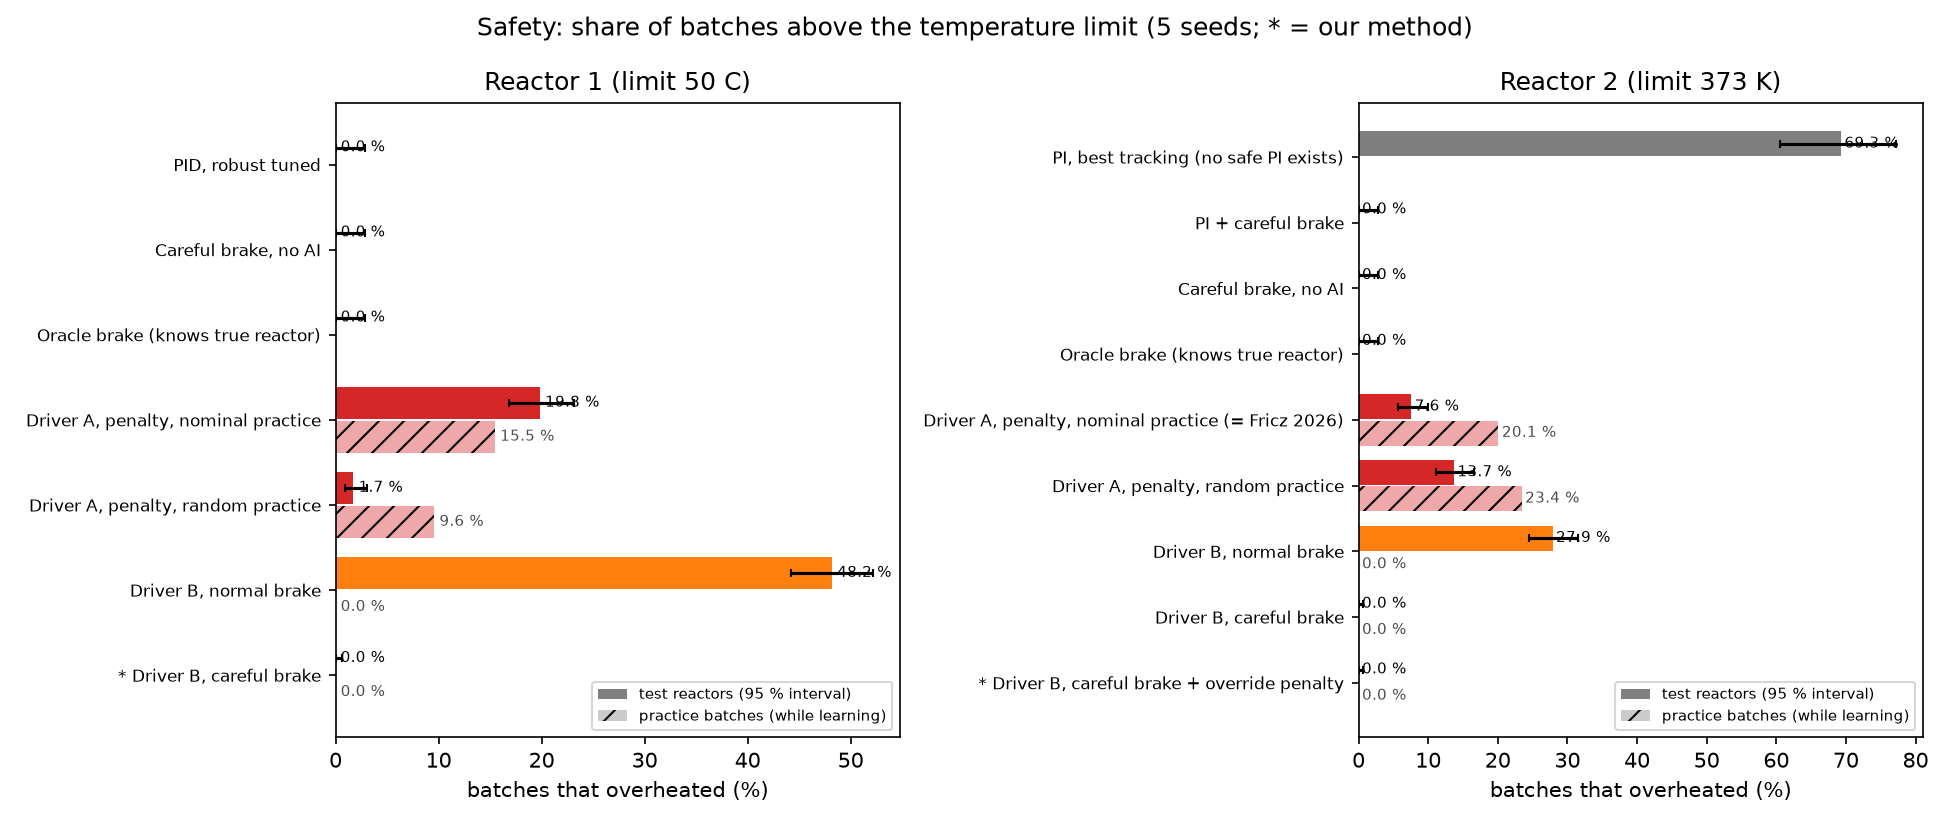 Safety: share of batches above the temperature limit (5 seeds; * = our method)
Reactor 1 (limit 50 C)
PID, robust tuned
0.0 %
Careful brake, no AI
0.0 %
Oracle brake (knows true reactor)
0.0 %
Driver A, penalty, nominal practice
19.8 %
15.5 %
Driver A, penalty, random practice
1.7 %
9.6 %
Driver B, normal brake
48.2 %
0.0 %
* Driver B, careful brake
0.0 %
0.0 %
test reactors (95 % interval)
practice batches (while learning)
0 10 20 30 40 50
batches that overheated (%)
Reactor 2 (limit 373 K)
PI, best tracking (no safe PI exists)
69.3 %
PI + careful brake
0.0 %
Careful brake, no AI
0.0 %
Oracle brake (knows true reactor)
0.0 %
Driver A, penalty, nominal practice (= Fricz 2026)
7.6 %
20.1 %
Driver A, penalty, random practice
13.7 %
23.4 %
Driver B, normal brake
27.9 %
0.0 %
Driver B, careful brake
0.0 %
0.0 %
* Driver B, careful brake + override penalty
0.0 %
0.0 %
test reactors (95 % interval)
practice batches (while learning)
0 10 20 30 40 50 60 70 80
batches that overheated (%)